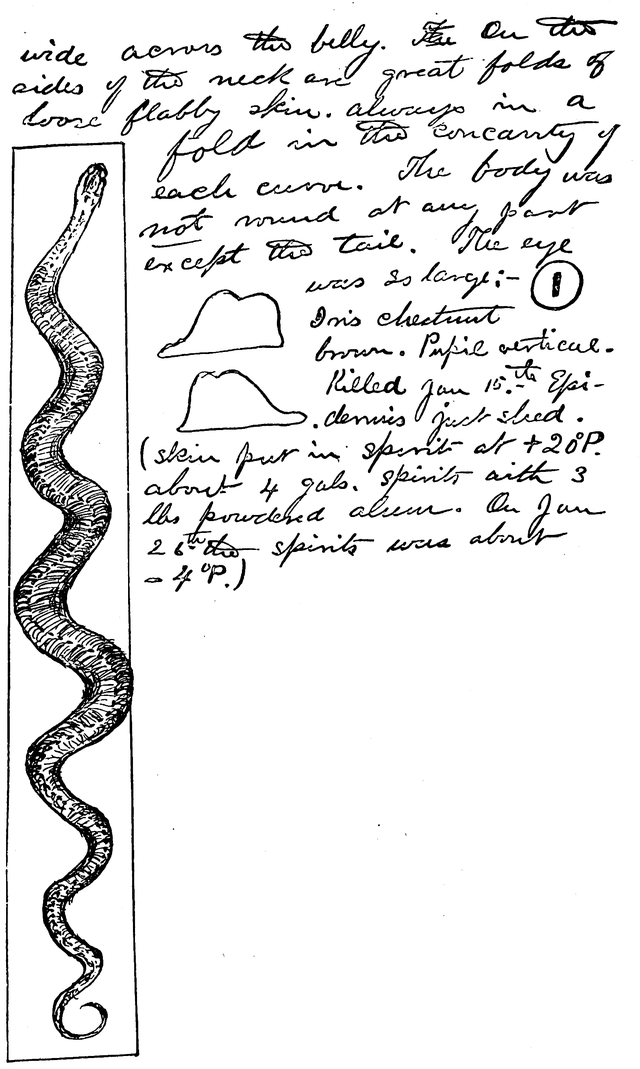 wide across the belly. The On the
sides of the neck are great folds of
loose flabby skin. always in a
fold in the concavity of
each curve. The body was
not round at any part
except the tail. The eye
was so large:-
Iris chestnut
brown. Pupil vertical.
Killed Jan 15.th Epi-
dermis just shed.
(skin put in spirit at +20°P.
about 4 gals. spirits with 3
lbs powdered alum. On Jan
26th the spirits was about
- 4°P.)